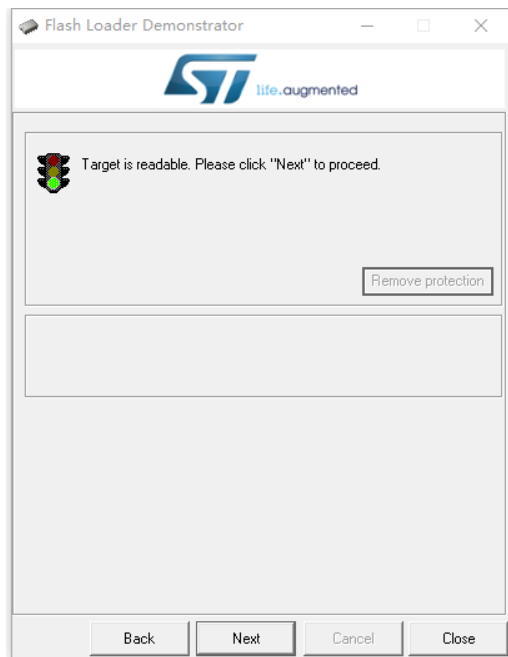 Flash Loader Demonstrator
ST life.augmented
Target is readable. Please click "Next" to proceed.
Remove protection
Back Next Cancel Close